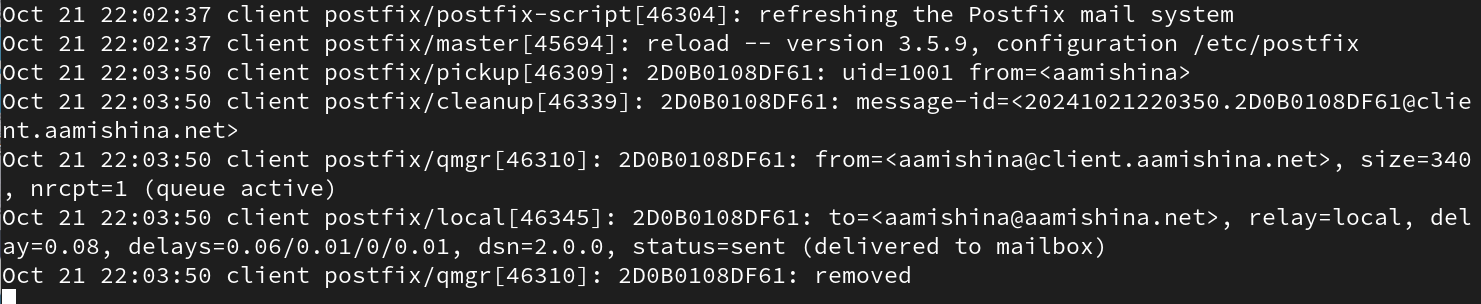 Oct 21 22:02:37 client postfix/postfix-script[46304]: refreshing the Postfix mail system
Oct 21 22:02:37 client postfix/master[45694]: reload -- version 3.5.9, configuration /etc/postfix
Oct 21 22:03:50 client postfix/pickup[46309]: 2D0B0108DF61: uid=1001 from=<aamishina>
Oct 21 22:03:50 client postfix/cleanup[46339]: 2D0B0108DF61: message-id=<20241021220350.2D0B0108DF61@clie
nt.aamishina.net>
Oct 21 22:03:50 client postfix/qmgr[46310]: 2D0B0108DF61: from=<aamishina@client.aamishina.net>, size=340
, nrcpt=1 (queue active)
Oct 21 22:03:50 client postfix/local[46345]: 2D0B0108DF61: to=<aamishina@aamishina.net>, relay=local, del
ay=0.08, delays=0.06/0.01/0/0.01, dsn=2.0.0, status=sent (delivered to mailbox)
Oct 21 22:03:50 client postfix/qmgr[46310]: 2D0B0108DF61: removed